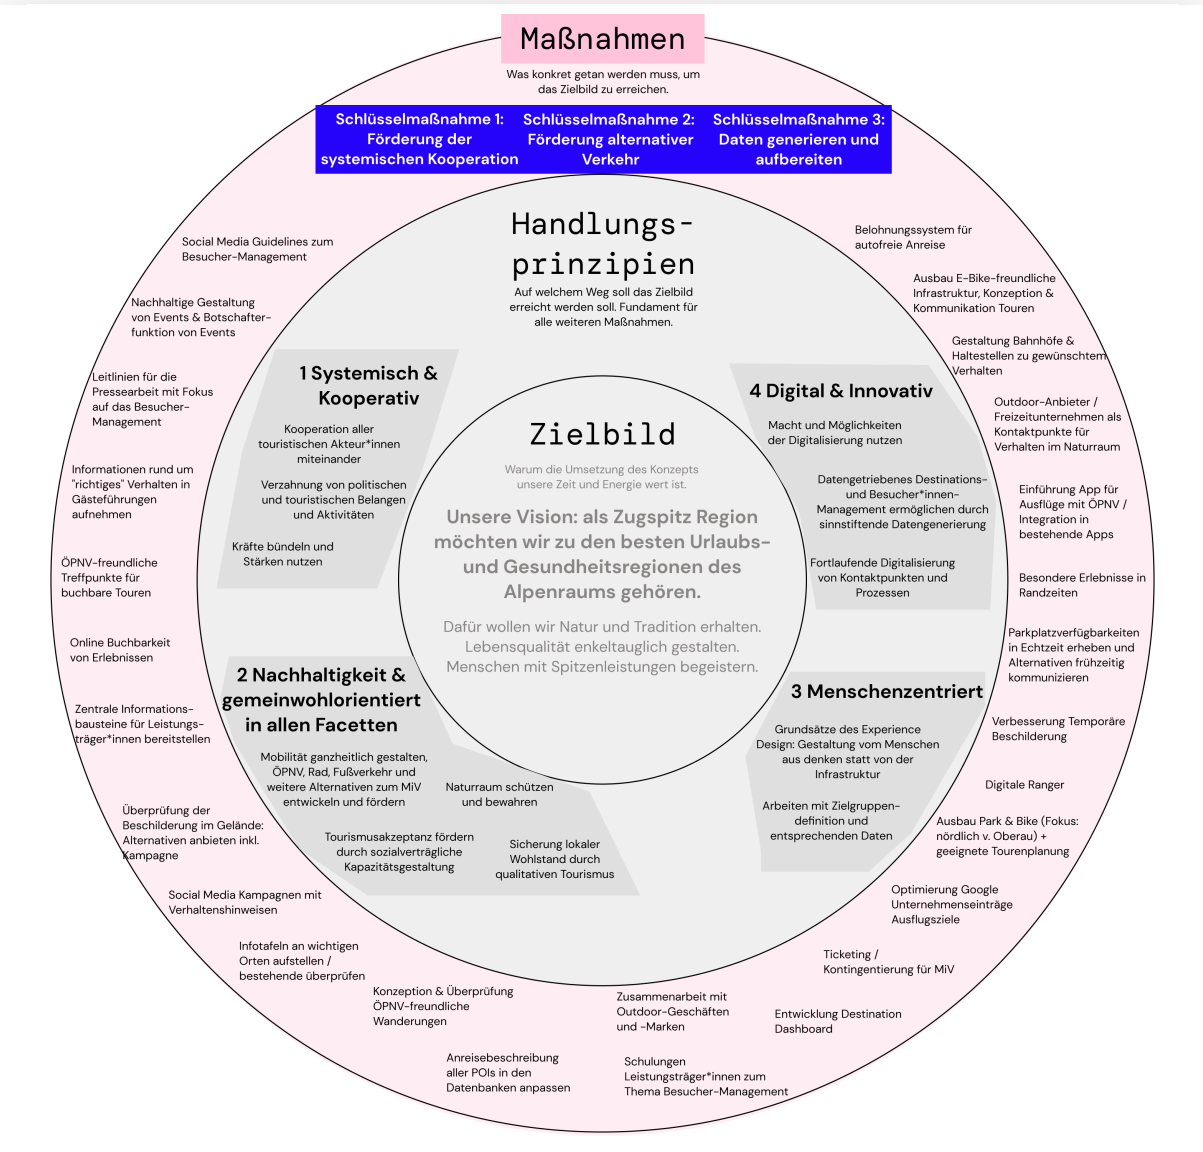 Maßnahmen
Was konkret getan werden muss, um
das Zielbild zu erreichen.
Schlüsselmaßnahme 1:
Förderung der
systemischen Kooperation
Schlüsselmaßnahme 2:
Förderung alternativer
Verkehr
Schlüsselmaßnahme 3:
Daten generieren und
aufbereiten
Handlungs-
prinzipien
Auf welchem Weg soll das Zielbild
erreicht werden soll. Fundament für
alle weiteren Maßnahmen.
1 Systemisch &
Kooperativ
Kooperation aller
touristischen Akteur*innen
miteinander
Verzahnung von politischen
und touristischen Belangen
und Aktivitäten
Kräfte bündeln und
Stärken nutzen
4 Digital & Innovativ
Macht und Möglichkeiten
der Digitalisierung nutzen
Datengetriebenes Destinations-
und Besucher*innen-
Management ermöglichen durch
sinnstiftende Datengenerierung
Fortlaufende Digitalisierung
von Kontaktpunkten und
Prozessen
Zielbild
Warum die Umsetzung des Konzepts
unsere Zeit und Energie wert ist.
Unsere Vision: als Zugspitz Region
möchten wir zu den besten Urlaubs-
und Gesundheitsregionen des
Alpenraums gehören.
Dafür wollen wir Natur und Tradition erhalten.
Lebensqualität enkeltauglich gestalten.
Menschen mit Spitzenleistungen begeistern.
2 Nachhaltigkeit &
gemeinwohlorientiert
in allen Facetten
Mobilität ganzheitlich gestalten,
ÖPNV, Rad, Fußverkehr und
weitere Alternativen zum MiV
entwickeln und fördern
Naturraum schützen
und bewahren
Tourismusakzeptanz fördern
durch sozialverträgliche
Kapazitätsgestaltung
Sicherung lokaler
Wohlstand durch
qualitativen Tourismus
3 Menschenzentriert
Grundsätze des Experience
Design: Gestaltung vom Menschen
aus denken statt von der
Infrastruktur
Arbeiten mit Zielgruppen-
definition und
entsprechenden Daten
Social Media Guidelines zum
Besucher-Management
Nachhaltige Gestaltung
von Events & Botschafter-
funktion von Events
Leitlinien für die
Pressearbeit mit Fokus
auf das Besucher-
Management
Informationen rund um
"richtiges" Verhalten in
Gästeführungen
aufnehmen
ÖPNV-freundliche
Treffpunkte für
buchbare Touren
Online Buchbarkeit
von Erlebnissen
Zentrale Informations-
bausteine für Leistungs-
träger*innen bereitstellen
Überprüfung der
Beschilderung im Gelände:
Alternativen anbieten inkl.
Kampagne
Social Media Kampagnen mit
Verhaltenshinweisen
Infotafeln an wichtigen
Orten aufstellen /
bestehende überprüfen
Konzeption & Überprüfung
ÖPNV-freundliche
Wanderungen
Anreisebeschreibung
aller POIs in den
Datenbanken anpassen
Belohnungssystem für
autofreie Anreise
Ausbau E-Bike-freundliche
Infrastruktur, Konzeption &
Kommunikation Touren
Gestaltung Bahnhöfe &
Haltestellen zu gewünschtem
Verhalten
Outdoor-Anbieter /
Freizeitunternehmen als
Kontaktpunkte für
Verhalten im Naturraum
Einführung App für
Ausflüge mit ÖPNV /
Integration in
bestehende Apps
Besondere Erlebnisse in
Randzeiten
Parkplatzverfügbarkeiten
in Echtzeit erheben und
Alternativen frühzeitig
kommunizieren
Verbesserung Temporäre
Beschilderung
Digitale Ranger
Ausbau Park & Bike (Fokus:
nördlich v. Oberau) +
geeignete Tourenplanung
Optimierung Google
Unternehmenseinträge
Ausflugsziele
Ticketing /
Kontingentierung für MiV
Entwicklung Destination
Dashboard
Zusammenarbeit mit
Outdoor-Geschäften
und -Marken
Schulungen
Leistungsträger*innen zum
Thema Besucher-Management